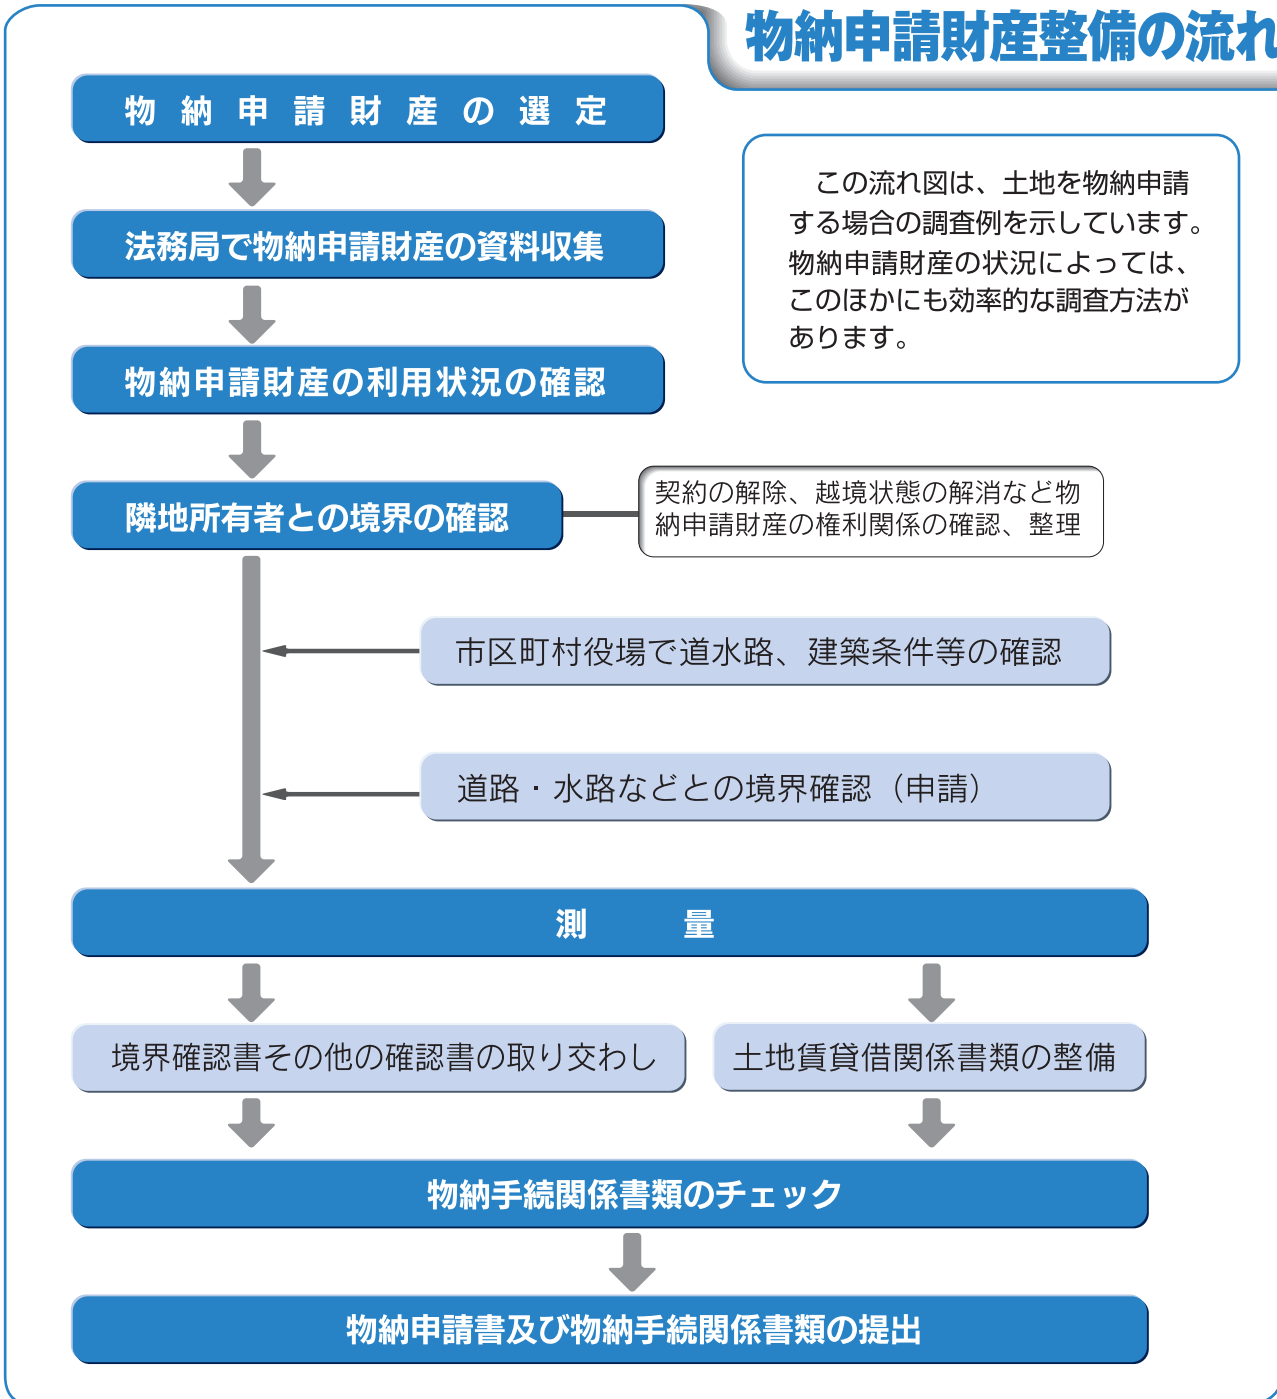 物納申請財産整備の流れ
物納申請財産の選定
法務局で物納申請財産の資料収集
この流れ図は、土地を物納申請
する場合の調査例を示しています。
物納申請財産の状況によっては、
このほかにも効率的な調査方法が
あります。
物納申請財産の利用状況の確認
隣地所有者との境界の確認
契約の解除、越境状態の解消など物
納申請財産の権利関係の確認、整理
市区町村役場で道水路、建築条件等の確認
道路・水路などとの境界確認（申請）
測　量
境界確認書その他の確認書の取り交わし
土地賃貸借関係書類の整備
物納手続関係書類のチェック
物納申請書及び物納手続関係書類の提出